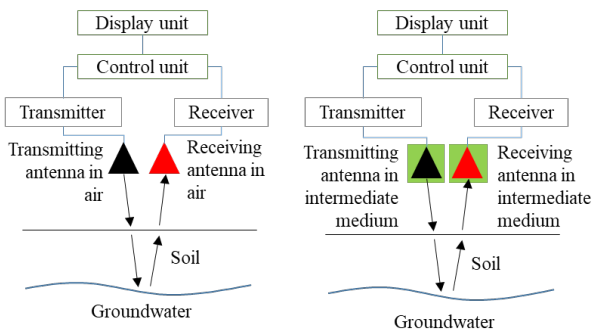 Display unit
Control unit
Transmitter
Receiver
Transmitting
antenna in
air
Receiving
antenna in
air
Soil
Groundwater
Display unit
Control unit
Transmitter
Receiver
Transmitting
antenna in
intermediate
medium
Receiving
antenna in
intermediate
medium
Soil
Groundwater